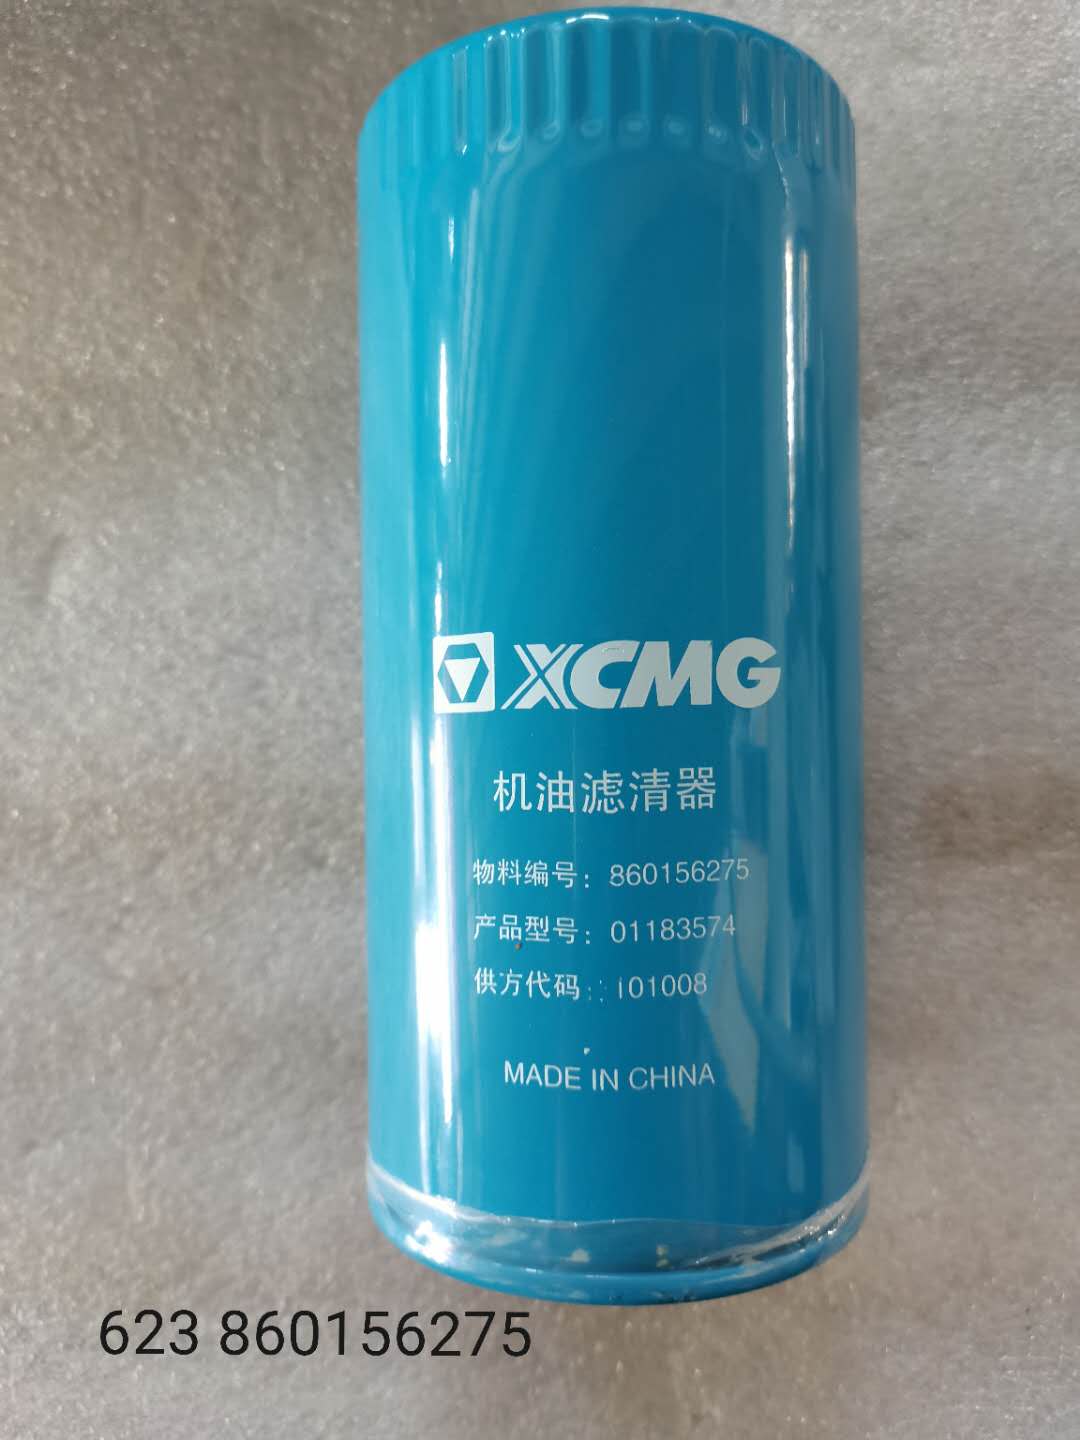 XCMG
机油滤清器
物料编号：860156275
产品型号：01183574
供方代码：101008
MADE IN CHINA
623 860156275